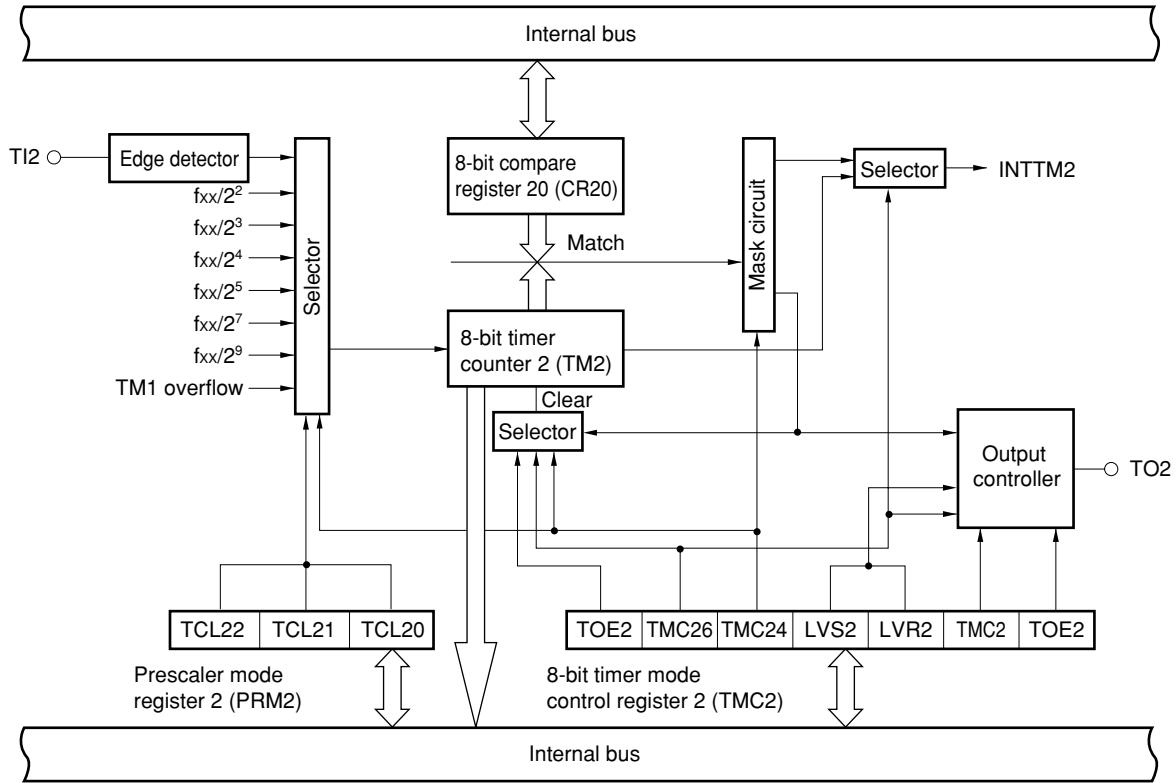 Internal bus
TI2
Edge detector
fxx/2²
fxx/2³
fxx/2⁴
fxx/2⁵
fxx/2⁷
fxx/2⁹
TM1 overflow
Selector
8-bit compare
register 20 (CR20)
Match
8-bit timer
counter 2 (TM2)
Clear
Selector
Mask circuit
Selector
INTTM2
Output
controller
TO2
TCL22 TCL21 TCL20
Prescaler mode
register 2 (PRM2)
TOE2 TMC26 TMC24 LVS2 LVR2 TMC2 TOE2
8-bit timer mode
control register 2 (TMC2)
Internal bus